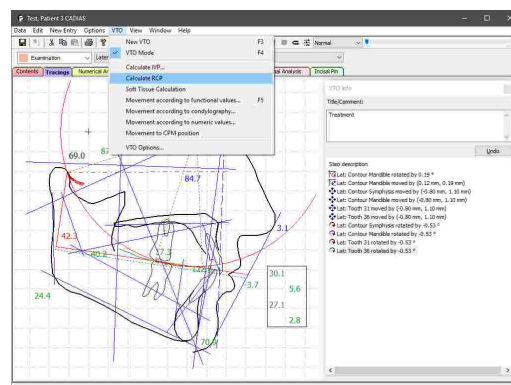 Test, Patient 3 CADIAS
Data Edit New Entry Options VTO View Window Help
Normal
Examination
Contents Tracings Numerical
al Analysis Incisal Pin
New VTO F3
VTO Mode F4
Calculate IVP...
Calculate RCP
Soft Tissue Calculation
Movement according to functional values... F5
Movement according to condylography...
Movement according to numeric values...
Movement to CPM position
VTO Options...
VTO Info
Title/Comment:
Treatment
Undo
Step description
Lat: Contour Mandible rotated by 0.19 °
Lat: Contour Mandible moved by (0.12 mm, 0.19 mm)
Lat: Contour Symphysis moved by (-0.80 mm, 1.10 mm)
Lat: Contour Mandible moved by (-0.80 mm, 1.10 mm)
Lat: Tooth 31 moved by (-0.80 mm, 1.10 mm)
Lat: Tooth 36 moved by (-0.80 mm, 1.10 mm)
Lat: Contour Symphysis rotated by -0.53 °
Lat: Contour Mandible rotated by -0.53 °
Lat: Tooth 31 rotated by -0.53 °
Lat: Tooth 36 rotated by -0.53 °
69.0
84.7
3.1
42.3
40.2
-3.7
24.4
30.1
5.6
27.1
2.8